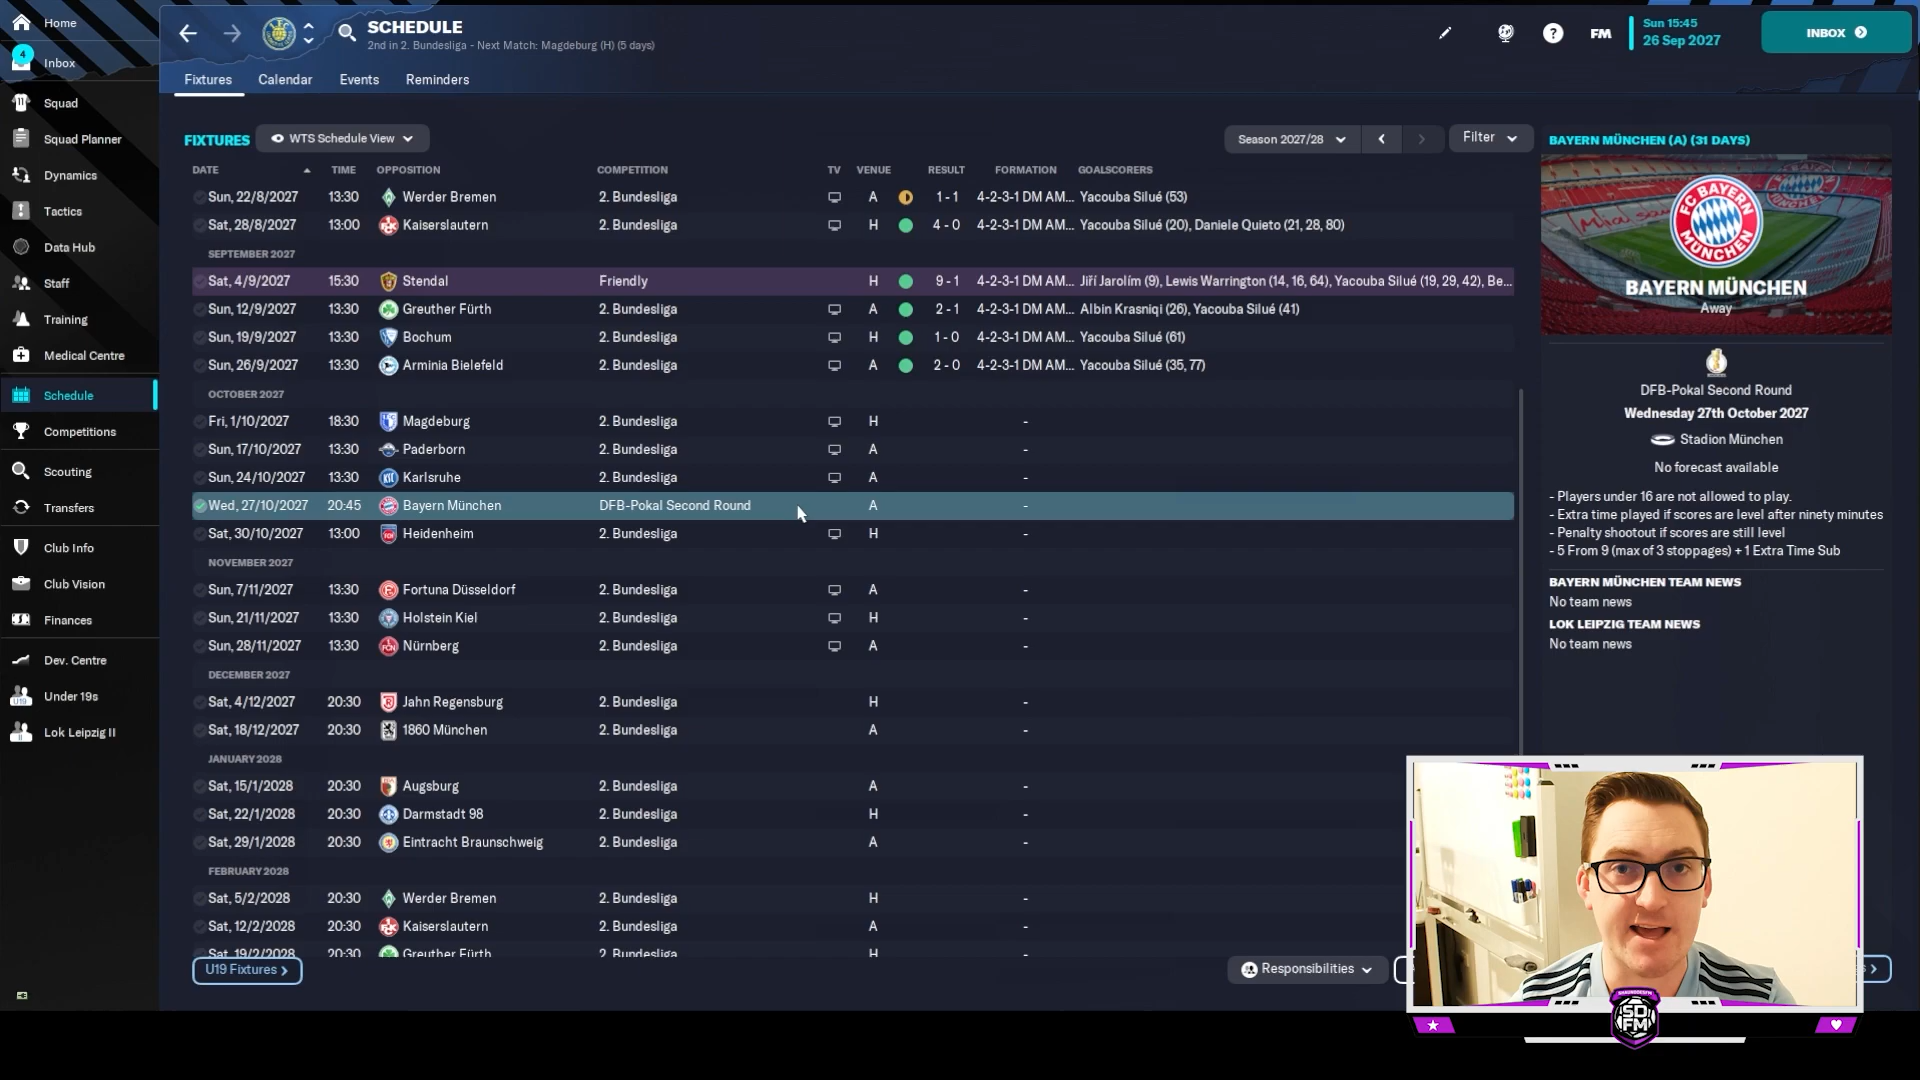 Home
SCHEDULE
2nd in 2. Bundesliga - Next Match: Magdeburg (H) (5 days)
FM
Sun 15:45
26 Sep 2027
INBOX
4
Inbox
Fixtures Calendar Events Reminders
Squad
Squad Planner
Dynamics
Tactics
Data Hub
Staff
Training
Medical Centre
Schedule
Competitions
Scouting
Transfers
Club Info
Club Vision
Finances
Dev. Centre
U19
Under 19s
II
Lok Leipzig II
FIXTURES WTS Schedule View Season 2027/28 Filter
DATE TIME OPPOSITION COMPETITION TV VENUE RESULT FORMATION GOALSCORERS
Sun, 22/8/2027 13:30 Werder Bremen 2. Bundesliga A 1 - 1 4-2-3-1 DM AM... Yacouba Silué (53)
Sat, 28/8/2027 13:00 Kaiserslautern 2. Bundesliga H 4 - 0 4-2-3-1 DM AM... Yacouba Silué (20), Daniele Quieto (21, 28, 80)
SEPTEMBER 2027
Sat, 4/9/2027 15:30 Stendal Friendly H 9 - 1 4-2-3-1 DM AM... Jiří Jarolím (9), Lewis Warrington (14, 16, 64), Yacouba Silué (19, 29, 42), Be...
Sun, 12/9/2027 13:30 Greuther Fürth 2. Bundesliga A 2 - 1 4-2-3-1 DM AM... Albin Krasniqi (26), Yacouba Silué (41)
Sun, 19/9/2027 13:30 Bochum 2. Bundesliga H 1 - 0 4-2-3-1 DM AM... Yacouba Silué (61)
Sun, 26/9/2027 13:30 Arminia Bielefeld 2. Bundesliga A 2 - 0 4-2-3-1 DM AM... Yacouba Silué (35, 77)
OCTOBER 2027
Fri, 1/10/2027 18:30 Magdeburg 2. Bundesliga H -
Sun, 17/10/2027 13:30 Paderborn 2. Bundesliga A -
Sun, 24/10/2027 13:30 Karlsruhe 2. Bundesliga A -
Wed, 27/10/2027 20:45 Bayern München DFB-Pokal Second Round A -
Sat, 30/10/2027 13:00 Heidenheim 2. Bundesliga H -
NOVEMBER 2027
Sun, 7/11/2027 13:30 Fortuna Düsseldorf 2. Bundesliga A -
Sun, 21/11/2027 13:30 Holstein Kiel 2. Bundesliga H -
Sun, 28/11/2027 13:30 Nürnberg 2. Bundesliga A -
DECEMBER 2027
Sat, 4/12/2027 20:30 Jahn Regensburg 2. Bundesliga H -
Sat, 18/12/2027 20:30 1860 München 2. Bundesliga A -
JANUARY 2028
Sat, 15/1/2028 20:30 Augsburg 2. Bundesliga A -
Sat, 22/1/2028 20:30 Darmstadt 98 2. Bundesliga H -
Sat, 29/1/2028 20:30 Eintracht Braunschweig 2. Bundesliga A -
FEBRUARY 2028
Sat, 5/2/2028 20:30 Werder Bremen 2. Bundesliga H -
Sat, 12/2/2028 20:30 Kaiserslautern 2. Bundesliga A -
Sat, 19/2/2028 20:30 Greuther Fürth 2. Bundesliga H -
U19 Fixtures
Responsibilities
BAYERN MÜNCHEN (A) (31 DAYS)
FC BAYERN
MÜNCHEN
BAYERN MÜNCHEN
Away
DFB-Pokal Second Round
Wednesday 27th October 2027
Stadion München
No forecast available
- Players under 16 are not allowed to play.
- Extra time played if scores are level after ninety minutes
- Penalty shootout if scores are still level
- 5 From 9 (max of 3 stoppages) + 1 Extra Time Sub
BAYERN MÜNCHEN TEAM NEWS
No team news
LOK LEIPZIG TEAM NEWS
No team news
SD
FM